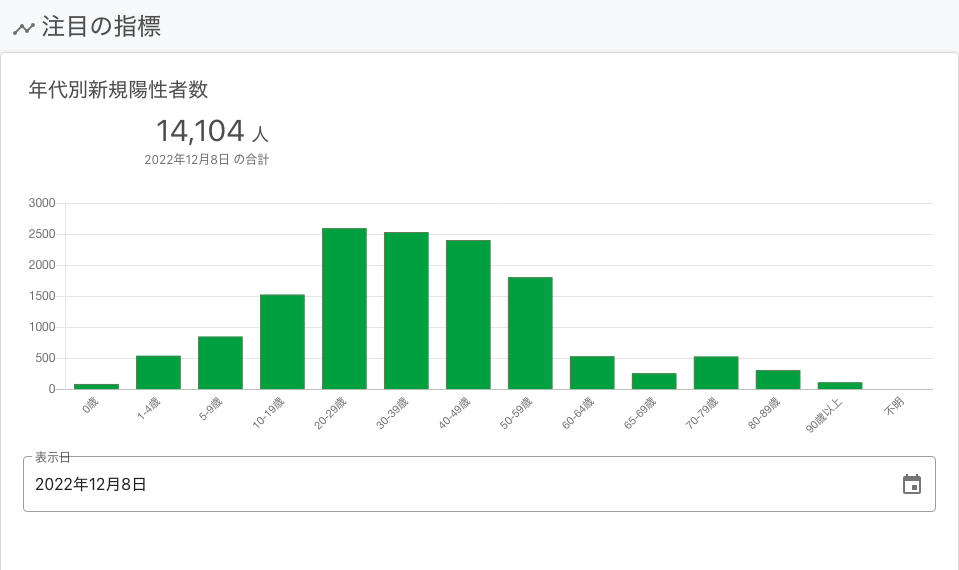 注目の指標
年代別新規陽性者数
14,104 人
2022年12月8日 の合計
3000
2500
2000
1500
1000
500
0
0歳
1-4歳
5-9歳
10-19歳
20-29歳
30-39歳
40-49歳
50-59歳
60-64歳
65-69歳
70-79歳
80-89歳
90歳以上
不明
表示日
2022年12月8日